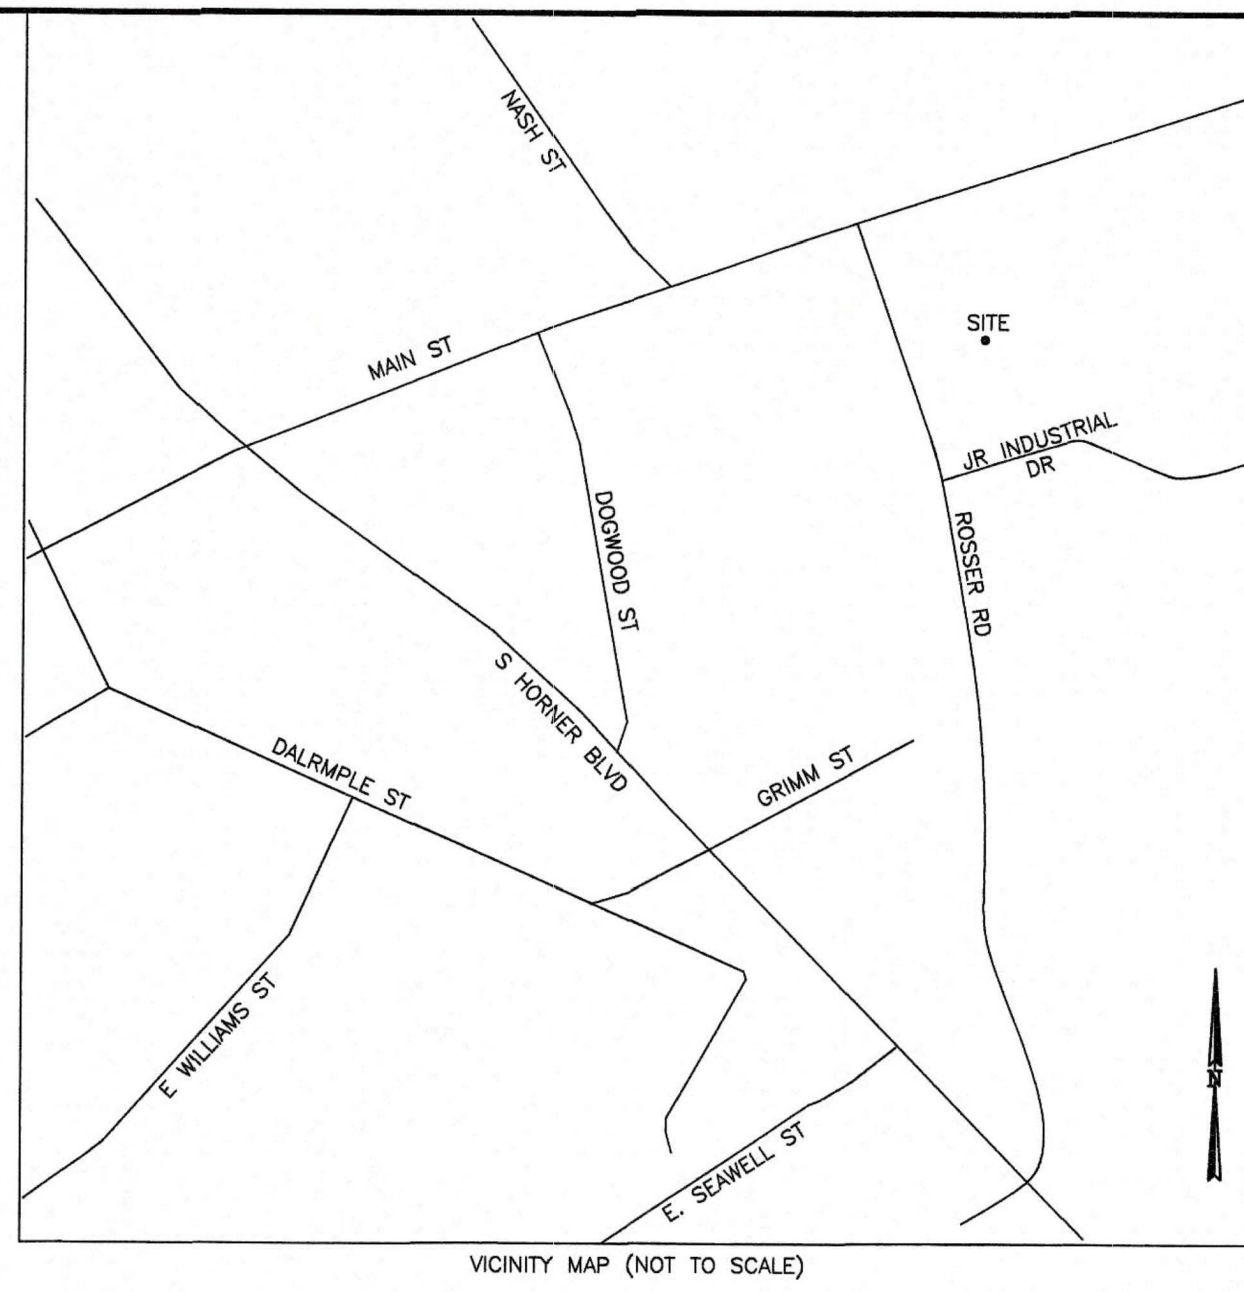 NASH ST
SITE
MAIN ST
JR INDUSTRIAL
DR
DOGWOOD ST
ROSSER RD
S HORNER BLVD
DALRMPLE ST
GRIMM ST
E WILLIAMS ST
N
E. SEAWELL ST
VICINITY MAP (NOT TO SCALE)